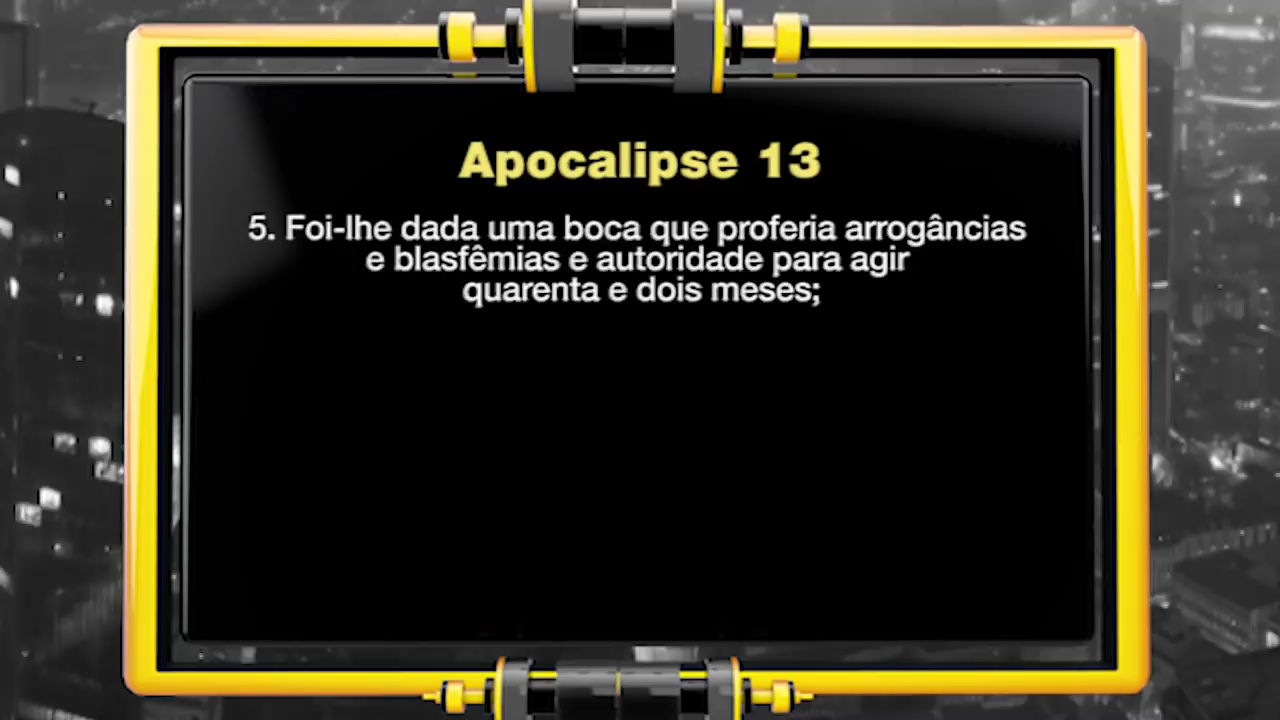 Apocalipse 13
5. Foi-lhe dada uma boca que proferia arrogâncias
e blasfêmias e autoridade para agir
quarenta e dois meses;